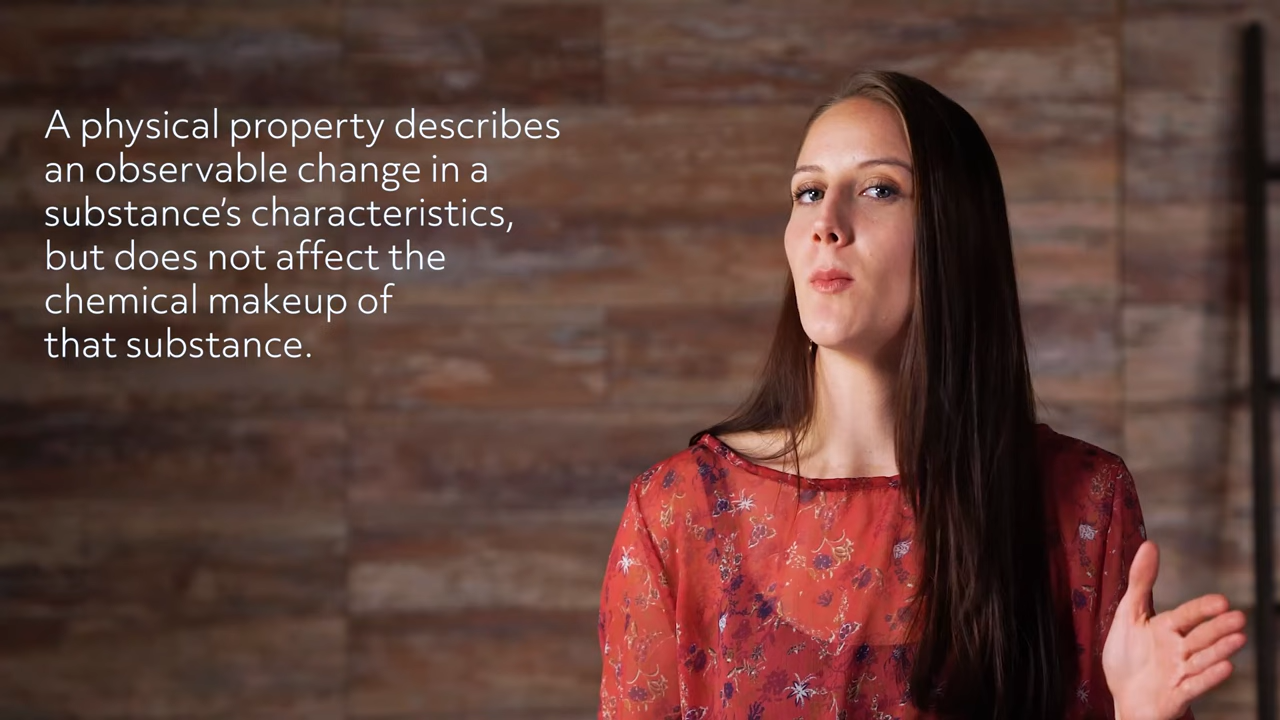 A physical property describes
an observable change in a
substance’s characteristics,
but does not affect the
chemical makeup of
that substance.